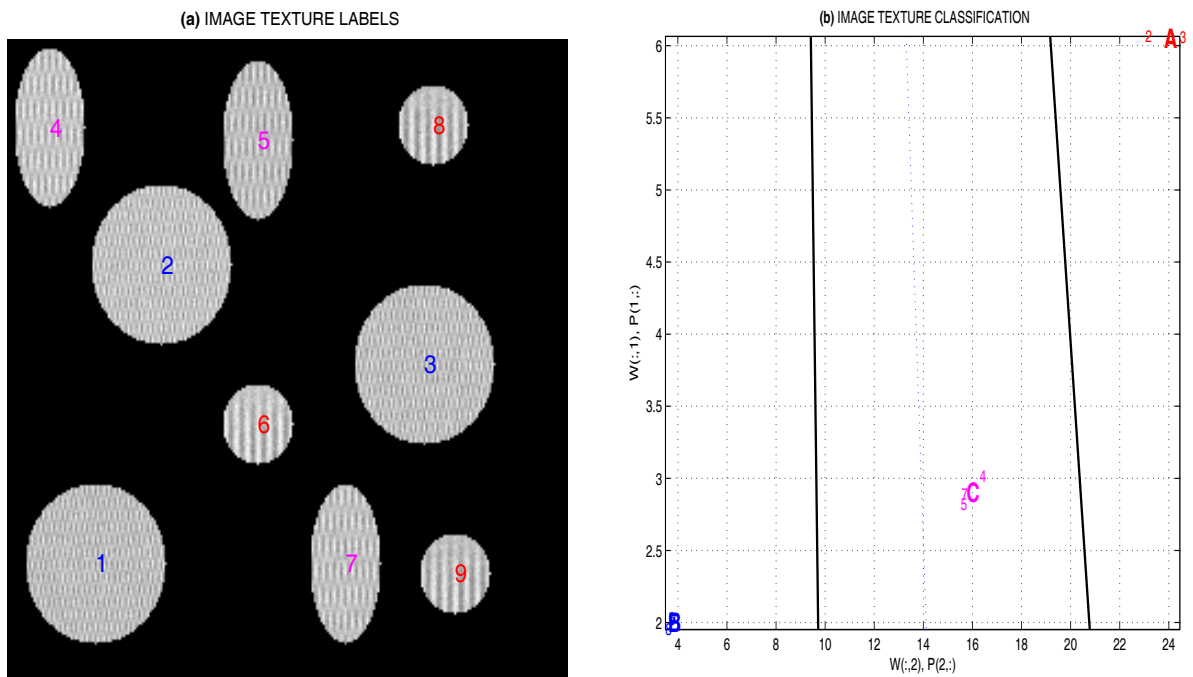 (a) IMAGE TEXTURE LABELS
4
5
8
2
3
6
1
7
9
(b) IMAGE TEXTURE CLASSIFICATION
2 A 3
6
5.5
5
4.5
4
3.5
3
2.5
2
W(:,1), P(1,:)
4
7 C
5
B
4 6 8 10 12 14 16 18 20 22 24
W(:,2), P(2,:)